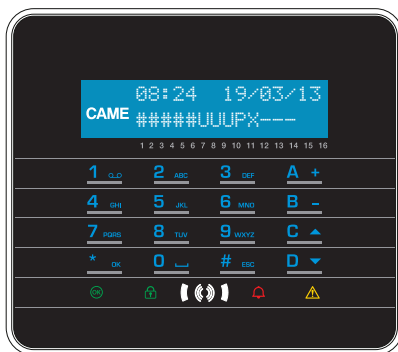 08:24 19/03/13
CAME #####UUUPX---
1 2 3 4 5 6 7 8 9 10 11 12 13 14 15 16
1 QLD 2 ABC 3 DEF A +
4 GHI 5 JKL 6 MNO B -
7 PQRS 8 TUV 9 WXYZ C ▲
* OK 0 ⎵ # ESC D ▼
OK